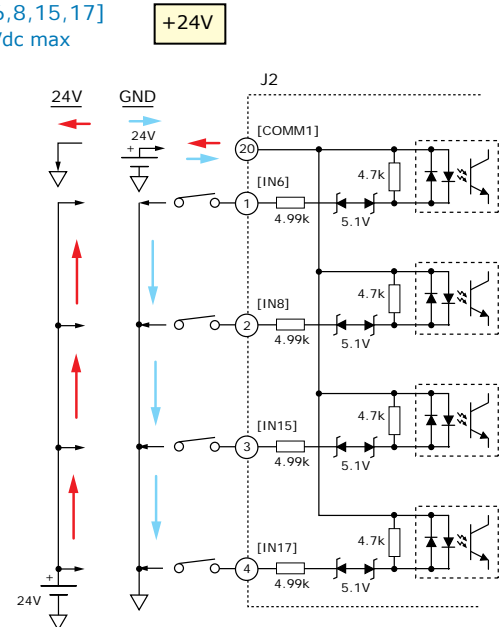 6,8,15,17]
Vdc max
+24V
J2
24V GND
24V
+
[COMM1]
20
4.7k
[IN6]
1
4.99k
5.1V
4.7k
[IN8]
2
4.99k
5.1V
4.7k
[IN15]
3
4.99k
5.1V
4.7k
[IN17]
4
4.99k
5.1V
+
24V